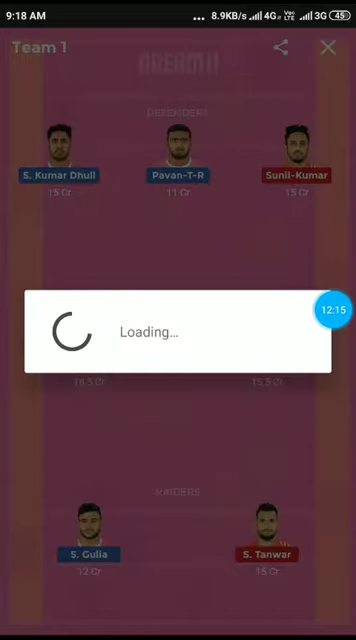 9:18 AM ... 8.9KB/s 4G Vo LTE 3G 45
Team 1
DREAM11
DEFENDERS
S. Kumar Dhull Pavan-T-R Sunil-Kumar
15 Cr 11 Cr 15 Cr
12:15
Loading...
16.5 Cr 15.5 Cr
RAIDERS
S. Gulia S. Tanwar
12 Cr 15 Cr